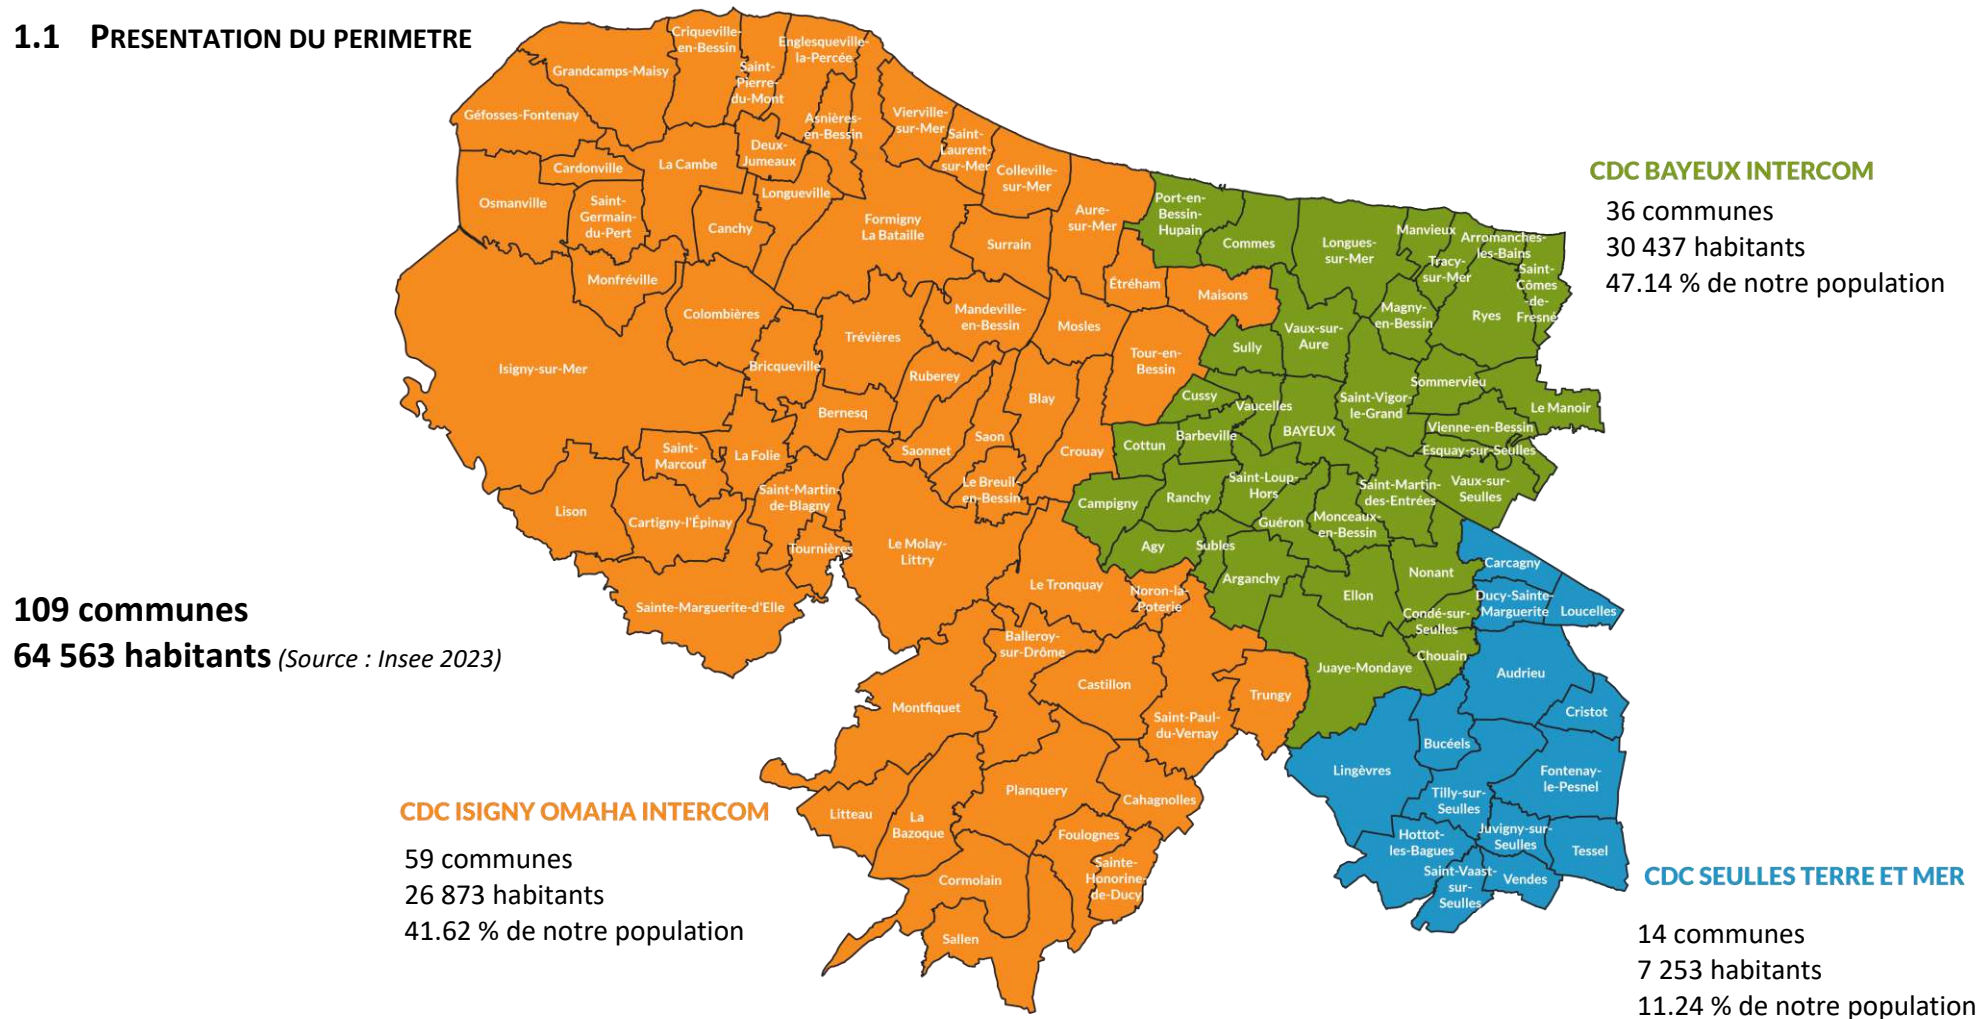 1.1 PRESENTATION DU PERIMETRE
Criqueville-
en-Bessin
Englesqueville-
la-Percée
Grandcamps-Maisy
Saint-
Pierre-
du-Mont
Géfosses-Fontenay
Asnières-
en-Bessin
Vierville-
sur-Mer
Saint-
Laurent-
sur-Mer
Deux-
Jumeaux
Cardonville
La Cambe
Colleville-
sur-Mer
Longueville
Osmanville
Saint-
Germain-
du-Pert
Canchy
Formigny
La Bataille
Aure-
sur-Mer
Surrain
Monfréville
Étréham
Maisons
Colombières
Mandeville-
en-Bessin
Mosles
Trévières
Isigny-sur-Mer
Bricqueville
Ruberey
Tour-en-
Bessin
Blay
Bernesq
Saon
Saonnet
Crouay
Saint-
Marcouf
La Folie
Le Breuil-
en-Bessin
Saint-Martin-
de-Blagny
Lison
Cartigny-l'Épinay
Tournières
Le Molay-
Littry
Le Tronquay
Noron-la-
Poterie
Sainte-Marguerite-d'Elle
Balleroy-
sur-Drôme
Castillon
Trungy
Montfiquet
Saint-Paul-
du-Vernay
Planquery
Cahagnolles
Litteau
La
Bazoque
Foulognes
Sainte-
Honorine-
de-Ducy
Cormolain
Sallen
Port-en-
Bessin-
Huppain
Commes
Longues-
sur-Mer
Manvieux
Arromanches-
les-Bains
Tracy-
sur-Mer
Saint-
Cômes
-de-
Fresné
Magny-
en-Bessin
Ryes
Vaux-sur-
Aure
Sully
Sommervieu
Cussy
Vaucelles
Saint-Vigor-
le-Grand
Le Manoir
Vienne-en-Bessin
Barbeville
BAYEUX
Cottun
Esquay-sur-Seulles
Saint-Loup-
Hors
Saint-Martin-
des-Entrées
Vaux-sur-
Seulles
Campigny
Ranchy
Guéron
Monceaux-
en-Bessin
Agy
Subles
Arganchy
Nonant
Ellon
Condé-sur-
Seulles
Chouain
Juaye-Mondaye
Carcagny
Ducy-Sainte-
Marguerite
Loucelles
Audrieu
Cristot
Bucéels
Lingèvres
Fontenay-
le-Pesnel
Tilly-sur-
Seulles
Hottot-
les-Bagues
Juvigny-sur-
Seulles
Tessel
Saint-Vaast-
sur-
Seulles
Vendes
CDC BAYEUX INTERCOM
36 communes
30 437 habitants
47.14 % de notre population
109 communes
64 563 habitants (Source : Insee 2023)
CDC ISIGNY OMAHA INTERCOM
59 communes
26 873 habitants
41.62 % de notre population
CDC SEULLES TERRE ET MER
14 communes
7 253 habitants
11.24 % de notre population